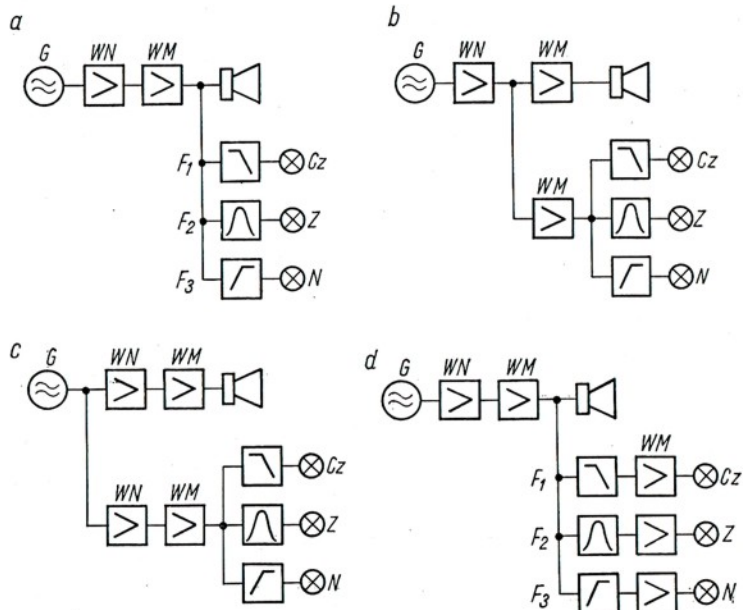 a
G WN WM
F1 Cz
F2 Z
F3 N
b
G WN WM
Cz
WM Z
N
c
G WN WM
WN WM Cz
Z
N
d
G WN WM
WM
F1 Cz
F2 Z
F3 N